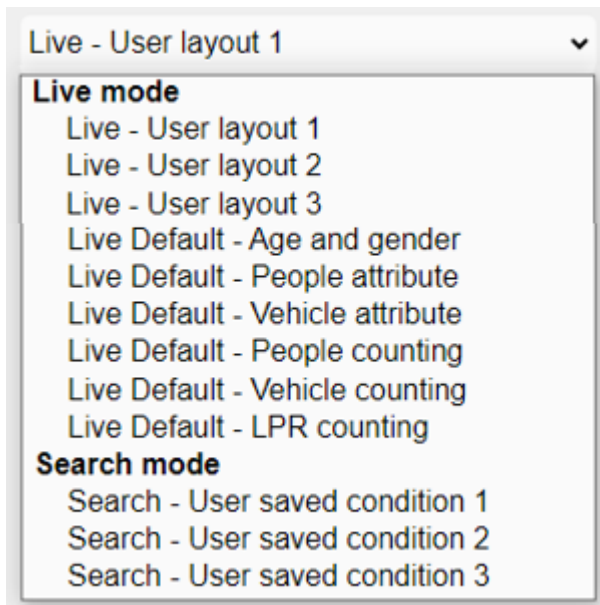 Live - User layout 1
Live mode
Live - User layout 1
Live - User layout 2
Live - User layout 3
Live Default - Age and gender
Live Default - People attribute
Live Default - Vehicle attribute
Live Default - People counting
Live Default - Vehicle counting
Live Default - LPR counting
Search mode
Search - User saved condition 1
Search - User saved condition 2
Search - User saved condition 3